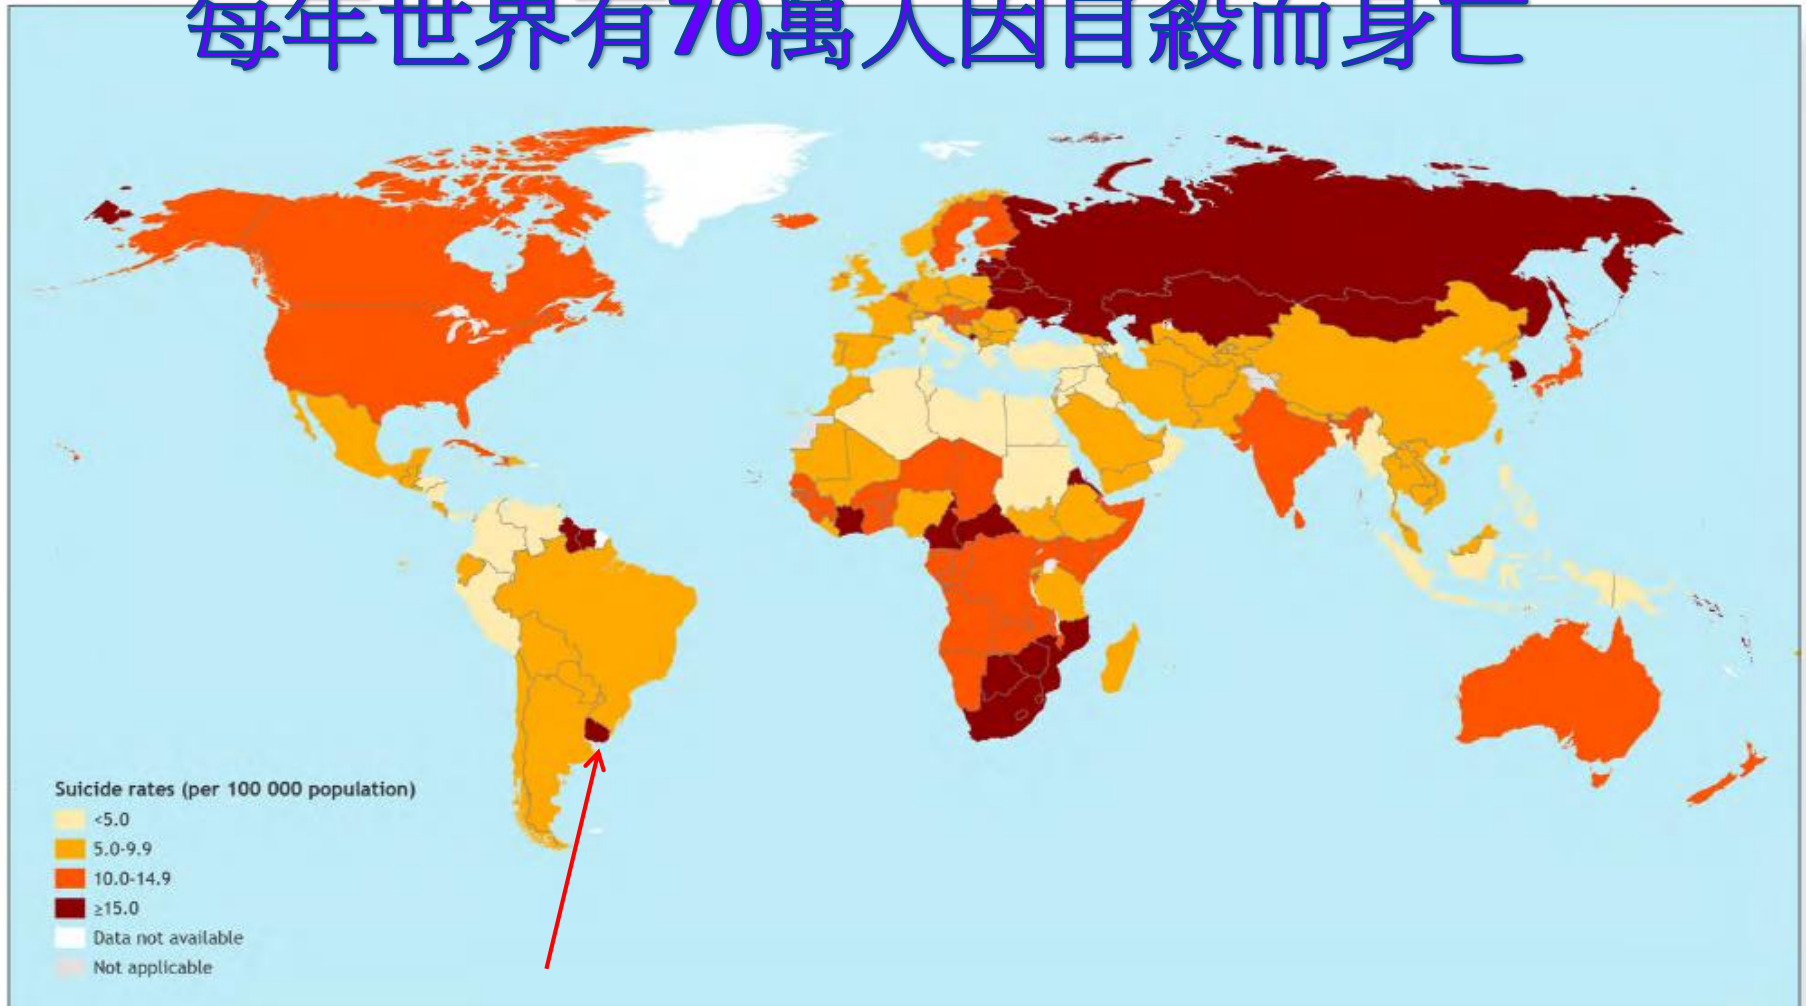 每年世界有70萬人因自殺而身亡
Suicide rates (per 100 000 population)
<5.0
5.0-9.9
10.0-14.9
≥15.0
Data not available
Not applicable